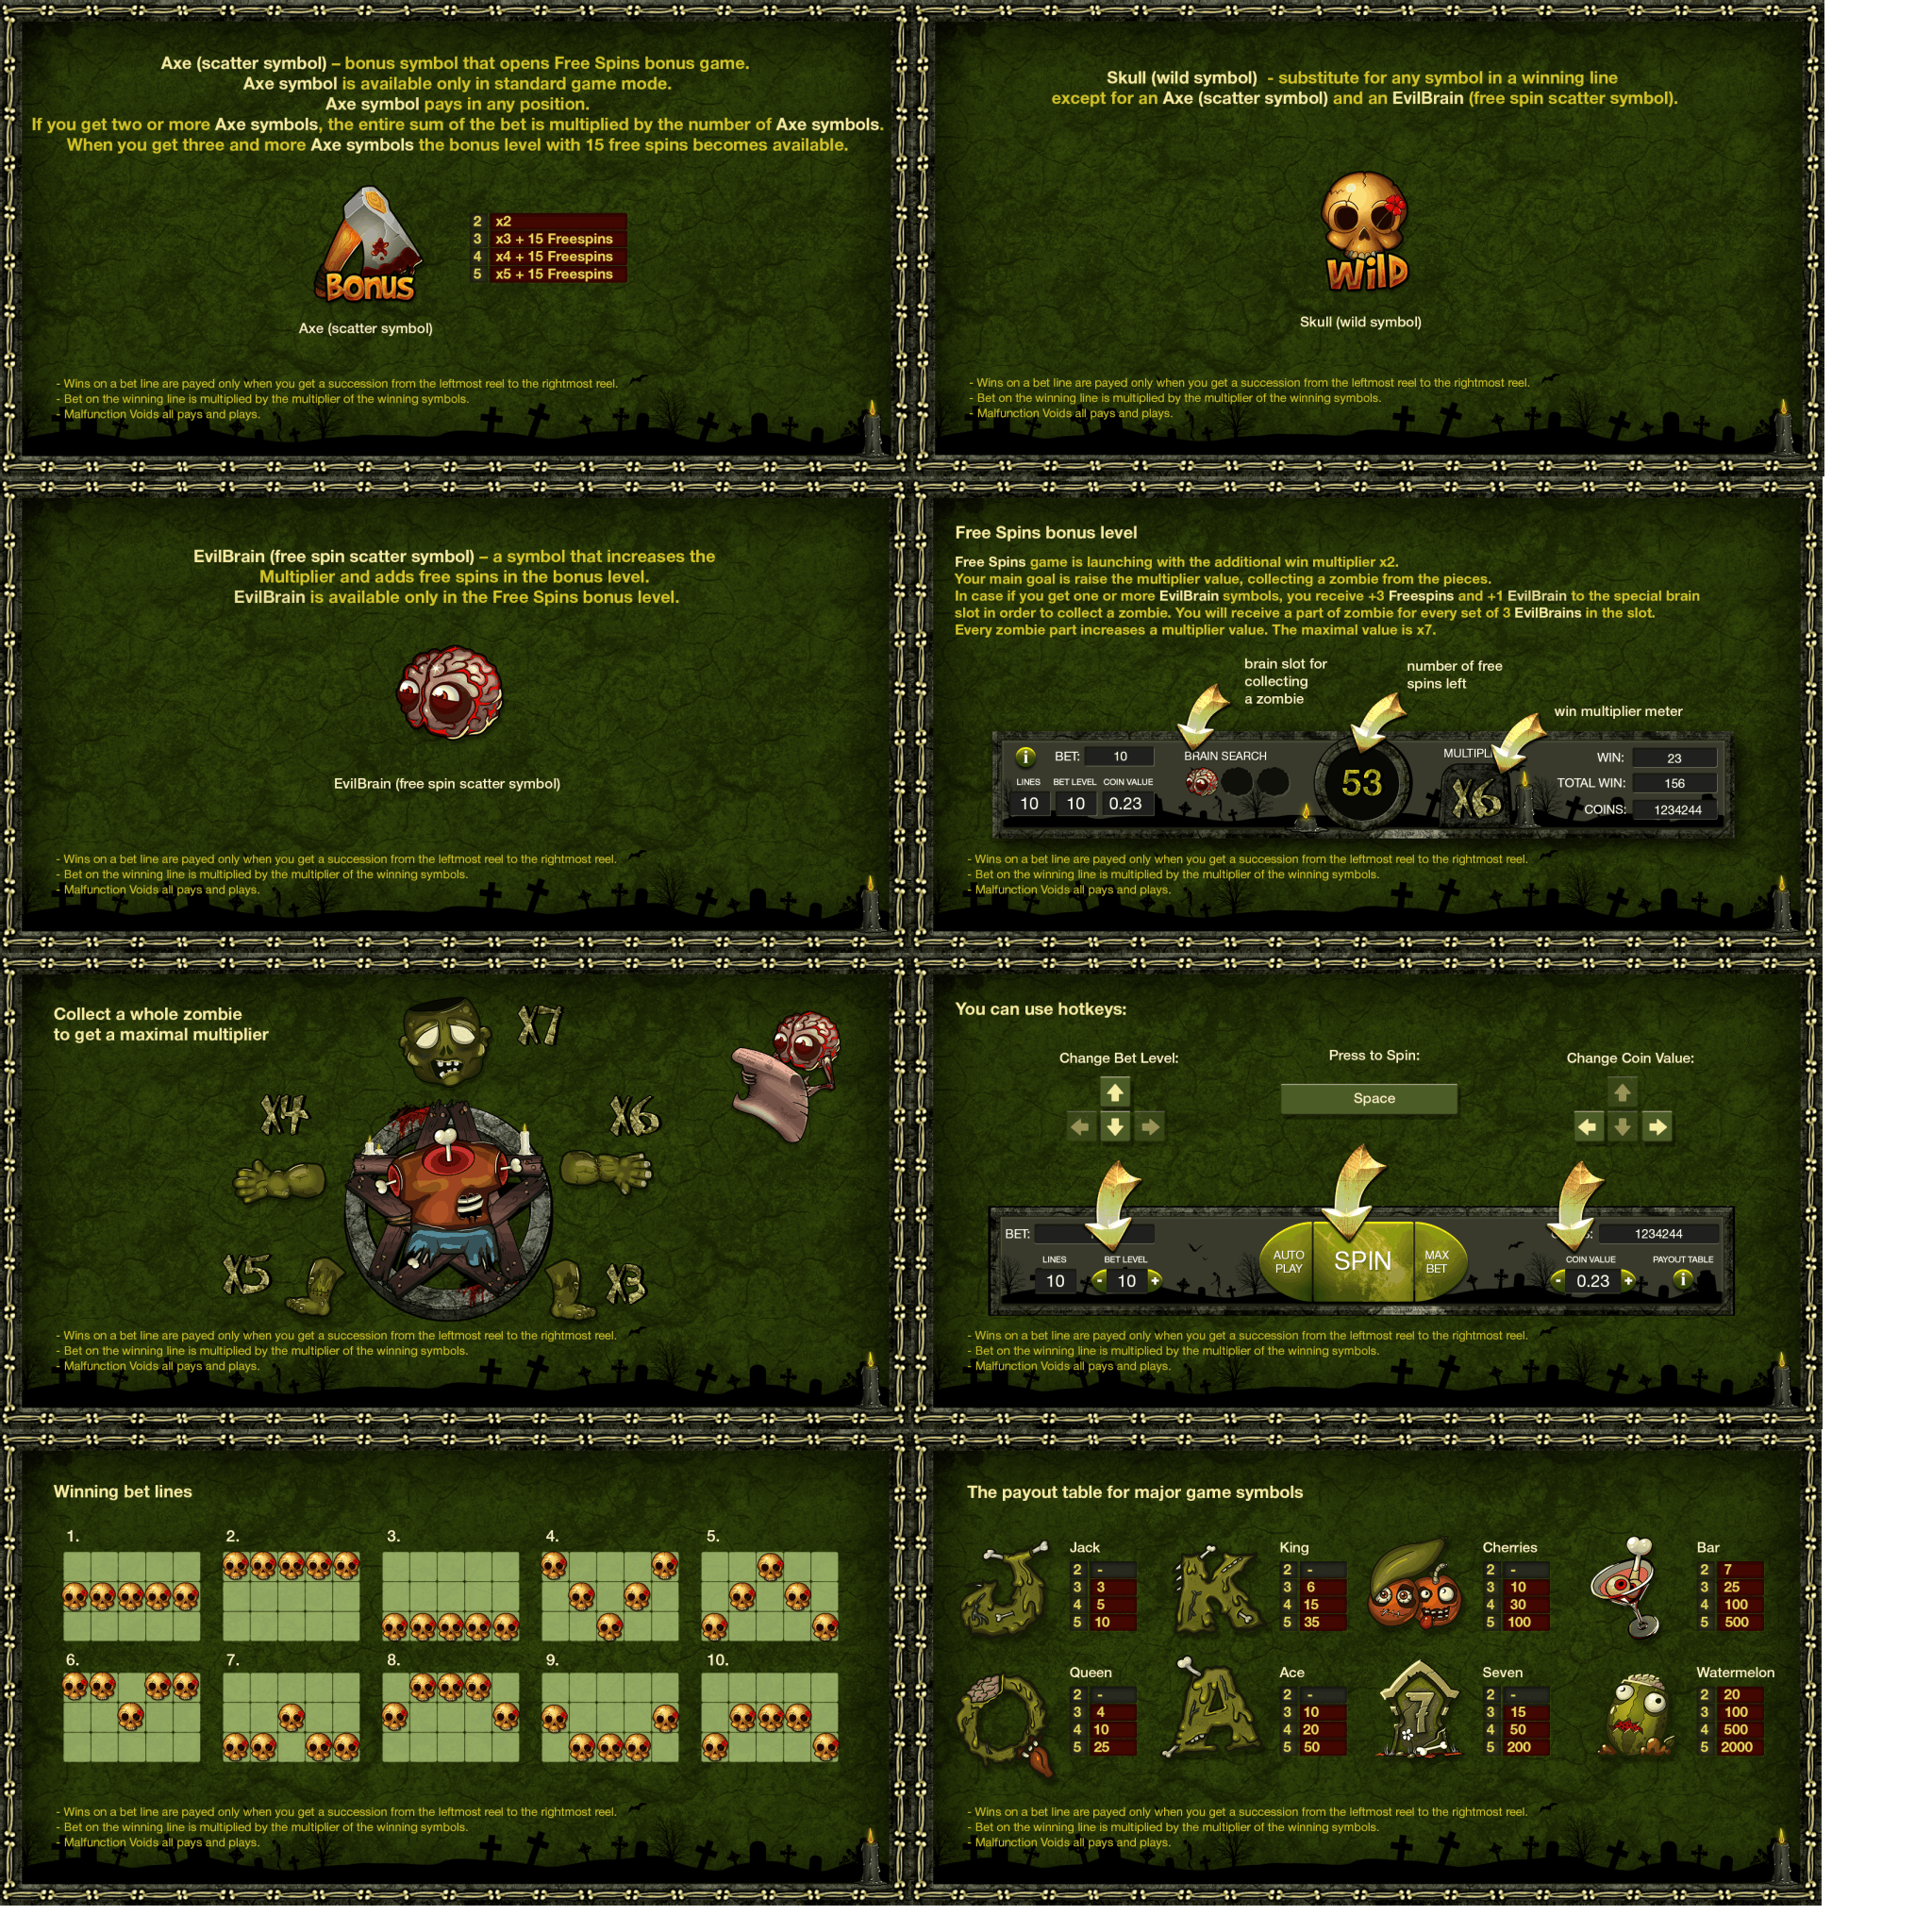 Axe (scatter symbol) – bonus symbol that opens Free Spins bonus game.
Axe symbol is available only in standard game mode.
Axe symbol pays in any position.
If you get two or more Axe symbols, the entire sum of the bet is multiplied by the number of Axe symbols.
When you get three and more Axe symbols the bonus level with 15 free spins becomes available.
Bonus
2 x2
3 x3 + 15 Freespins
4 x4 + 15 Freespins
5 x5 + 15 Freespins
Axe (scatter symbol)
- Wins on a bet line are payed only when you get a succession from the leftmost reel to the rightmost reel.
- Bet on the winning line is multiplied by the multiplier of the winning symbols.
- Malfunction Voids all pays and plays.
Skull (wild symbol) - substitute for any symbol in a winning line
except for an Axe (scatter symbol) and an EvilBrain (free spin scatter symbol).
Wild
Skull (wild symbol)
- Wins on a bet line are payed only when you get a succession from the leftmost reel to the rightmost reel.
- Bet on the winning line is multiplied by the multiplier of the winning symbols.
- Malfunction Voids all pays and plays.
EvilBrain (free spin scatter symbol) – a symbol that increases the
Multiplier and adds free spins in the bonus level.
EvilBrain is available only in the Free Spins bonus level.
EvilBrain (free spin scatter symbol)
- Wins on a bet line are payed only when you get a succession from the leftmost reel to the rightmost reel.
- Bet on the winning line is multiplied by the multiplier of the winning symbols.
- Malfunction Voids all pays and plays.
Free Spins bonus level
Free Spins game is launching with the additional win multiplier x2.
Your main goal is raise the multiplier value, collecting a zombie from the pieces.
In case if you get one or more EvilBrain symbols, you receive +3 Freespins and +1 EvilBrain to the special brain
slot in order to collect a zombie. You will receive a part of zombie for every set of 3 EvilBrains in the slot.
Every zombie part increases a multiplier value. The maximal value is x7.
brain slot for
collecting
a zombie
number of free
spins left
win multiplier meter
BET: 10
BRAIN SEARCH
WIN: 23
LINES BET LEVEL COIN VALUE
10 10 0.23
53
X6
TOTAL WIN: 156
COINS: 1234244
- Wins on a bet line are payed only when you get a succession from the leftmost reel to the rightmost reel.
- Bet on the winning line is multiplied by the multiplier of the winning symbols.
- Malfunction Voids all pays and plays.
Collect a whole zombie
to get a maximal multiplier
X7
X4
X6
X5
X3
- Wins on a bet line are payed only when you get a succession from the leftmost reel to the rightmost reel.
- Bet on the winning line is multiplied by the multiplier of the winning symbols.
- Malfunction Voids all pays and plays.
You can use hotkeys:
Change Bet Level:
Press to Spin:
Change Coin Value:
Space
BET:
1234244
LINES BET LEVEL
10 - 10 +
AUTO
PLAY
SPIN
MAX
BET
COIN VALUE PAYOUT TABLE
- 0.23 + i
- Wins on a bet line are payed only when you get a succession from the leftmost reel to the rightmost reel.
- Bet on the winning line is multiplied by the multiplier of the winning symbols.
- Malfunction Voids all pays and plays.
Winning bet lines
1. 2. 3. 4. 5.
6. 7. 8. 9. 10.
- Wins on a bet line are payed only when you get a succession from the leftmost reel to the rightmost reel.
- Bet on the winning line is multiplied by the multiplier of the winning symbols.
- Malfunction Voids all pays and plays.
The payout table for major game symbols
J
Jack
2 -
3 3
4 5
5 10
K
King
2 -
3 6
4 15
5 35
Cherries
2 -
3 10
4 30
5 100
Bar
2 7
3 25
4 100
5 500
Q
Queen
2 -
3 4
4 10
5 25
A
Ace
2 -
3 10
4 20
5 50
7
Seven
2 -
3 15
4 50
5 200
Watermelon
2 20
3 100
4 500
5 2000
- Wins on a bet line are payed only when you get a succession from the leftmost reel to the rightmost reel.
- Bet on the winning line is multiplied by the multiplier of the winning symbols.
- Malfunction Voids all pays and plays.